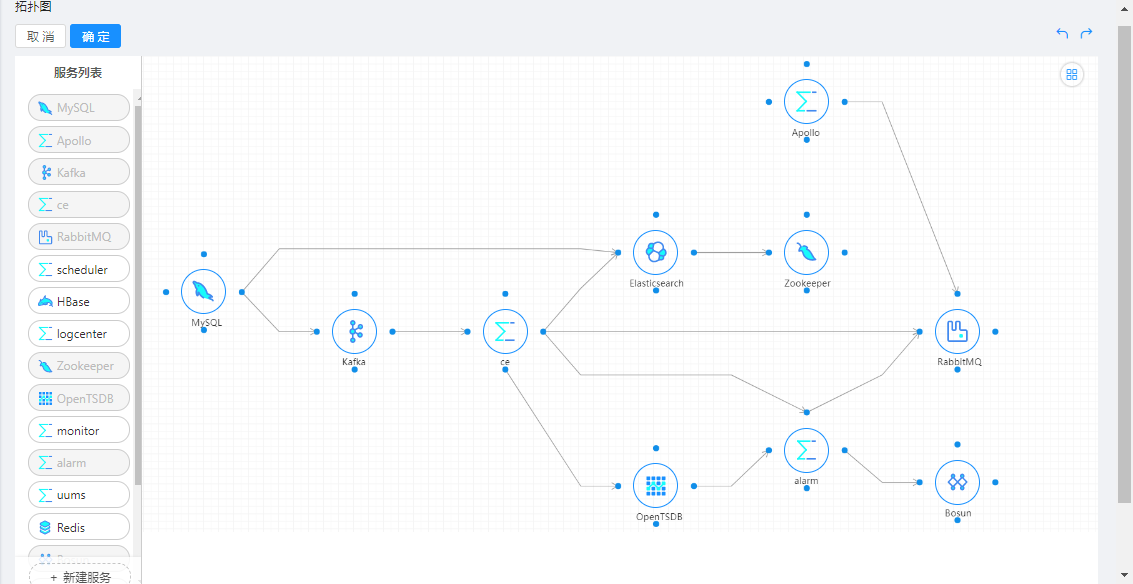 拓扑图
取 消
确 定
服务列表
MySQL
Apollo
Kafka
ce
RabbitMQ
scheduler
HBase
logcenter
Zookeeper
OpenTSDB
monitor
alarm
uums
Redis
+ 新建服务
Apollo
Elasticsearch
Zookeeper
MySQL
Kafka
ce
RabbitMQ
alarm
OpenTSDB
Bosun